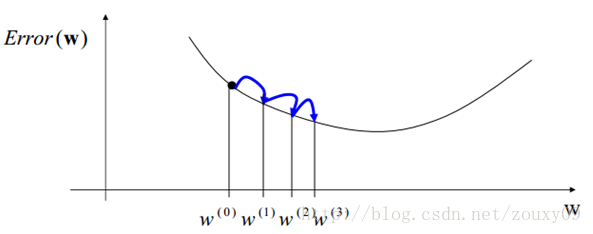 Error(w)
w⁽⁰⁾ w⁽¹⁾ w⁽²⁾ w⁽³⁾ w
http://blog.csdn.net/zouxy09